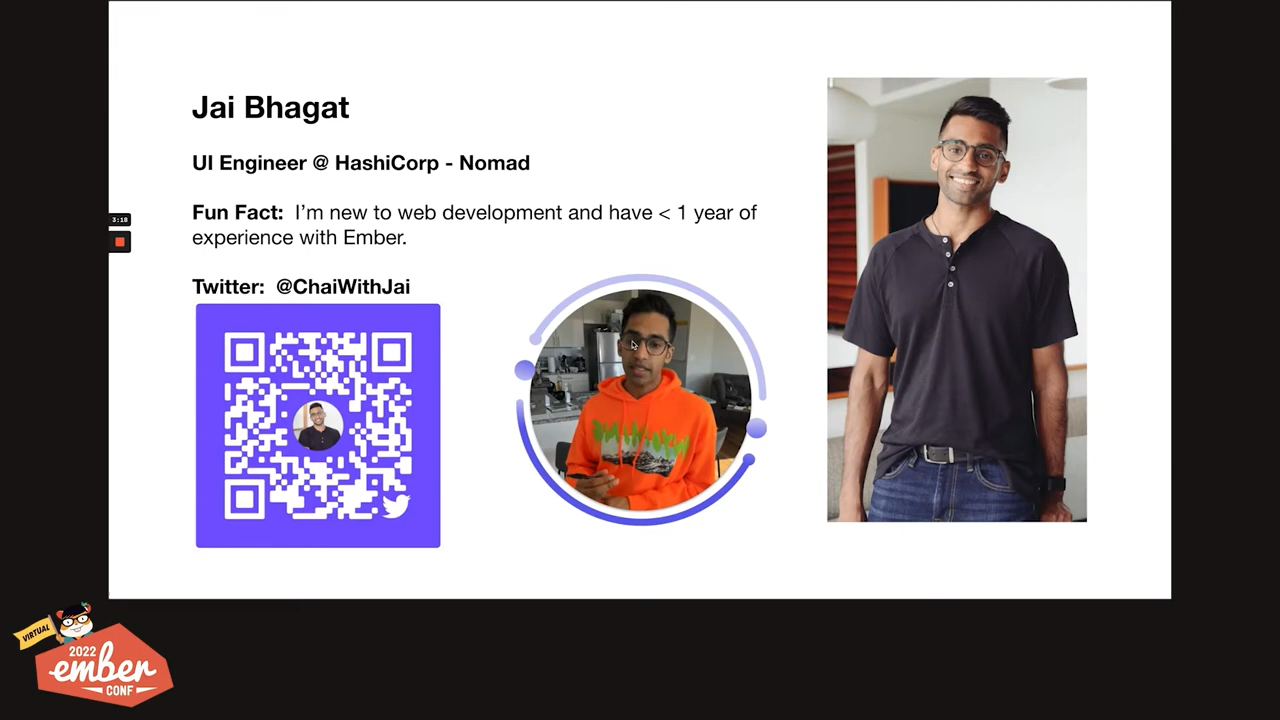 Jai Bhagat
UI Engineer @ HashiCorp - Nomad
Fun Fact: I'm new to web development and have < 1 year of
experience with Ember.
Twitter: @ChaiWithJai
3:18
VIRTUAL
2022
ember
CONF